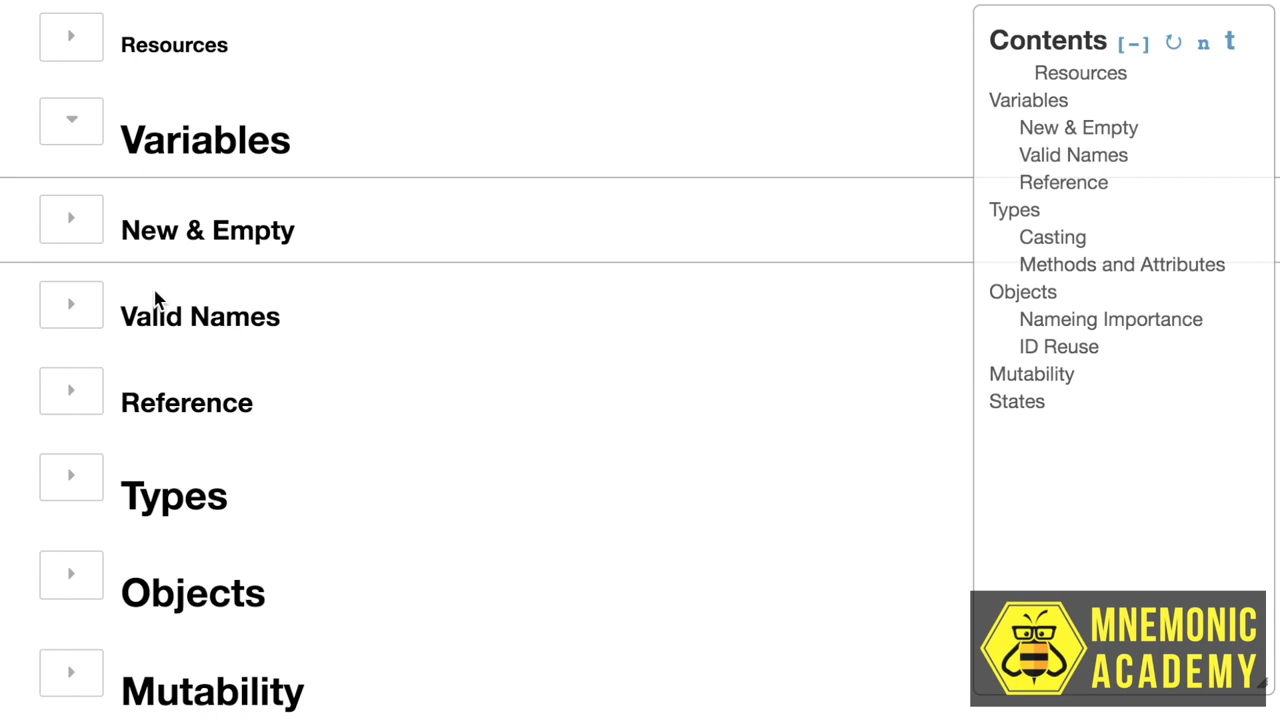 Resources
Variables
New & Empty
Valid Names
Reference
Types
Objects
Mutability
Contents [-] ↻ n t
Resources
Variables
New & Empty
Valid Names
Reference
Types
Casting
Methods and Attributes
Objects
Nameing Importance
ID Reuse
Mutability
States
MNEMONIC
ACADEMY